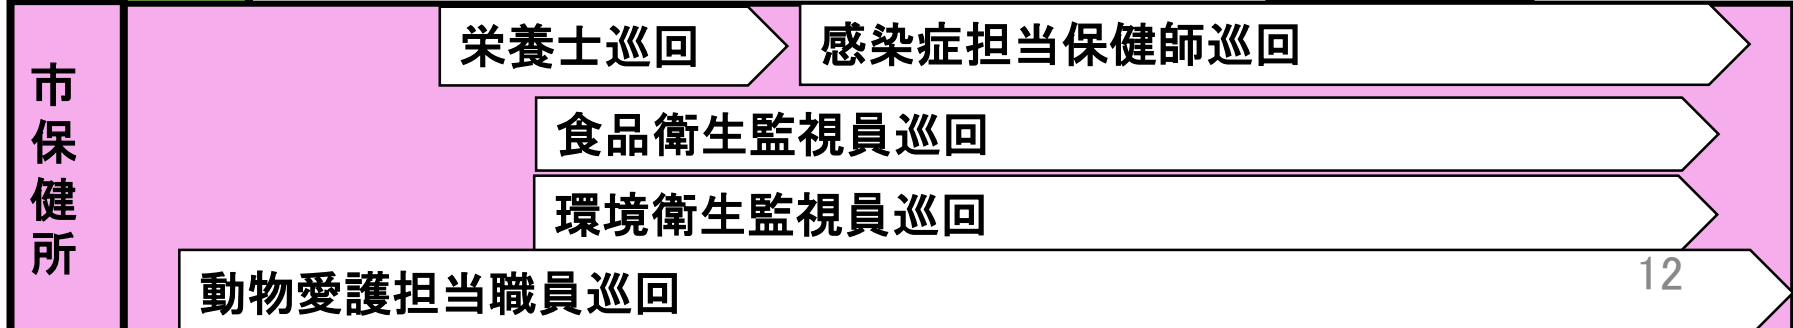 市保健所
栄養士巡回
感染症担当保健師巡回
食品衛生監視員巡回
環境衛生監視員巡回
動物愛護担当職員巡回
12